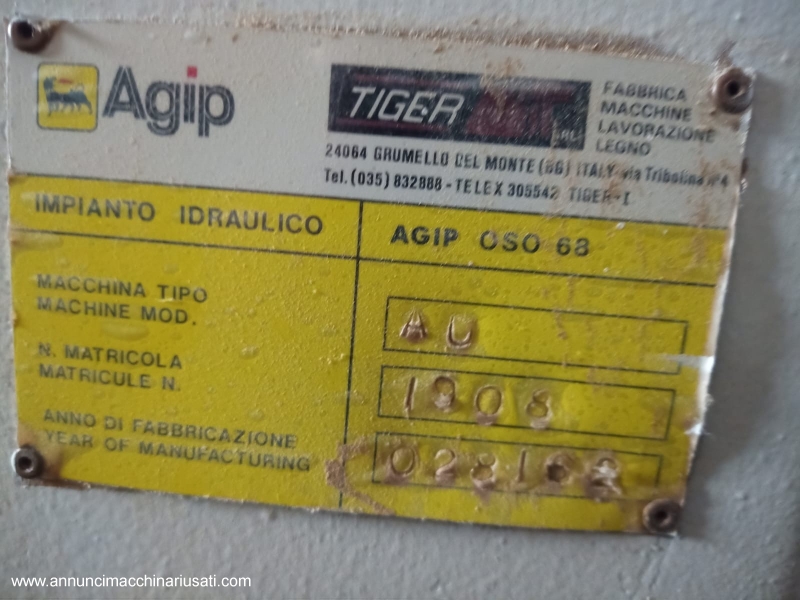 Agip
TIGER
SRL
FABBRICA
MACCHINE
LAVORAZIONE
LEGNO
24064 GRUMELLO DEL MONTE (BG) ITALY via Tribolina n°4
Tel. (035) 832888 - TELEX 305542 TIGER-I
IMPIANTO IDRAULICO
AGIP OSO 68
MACCHINA TIPO
MACHINE MOD.
AU
N. MATRICOLA
MATRICULE N.
1908
ANNO DI FABBRICAZIONE
YEAR OF MANUFACTURING
www.annuncimacchinariusati.com